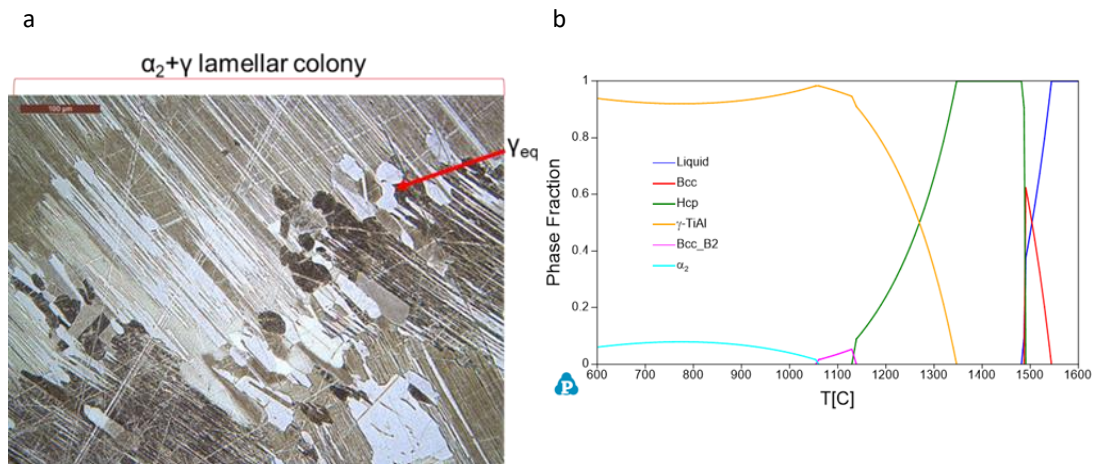 a
b
α₂+γ lamellar colony
100 μm
γeq
Phase Fraction
1
0.8
0.6
0.4
0.2
0
Liquid
Bcc
Hcp
γ-TiAl
Bcc_B2
α₂
600 700 800 900 1000 1100 1200 1300 1400 1500 1600
T[C]
P